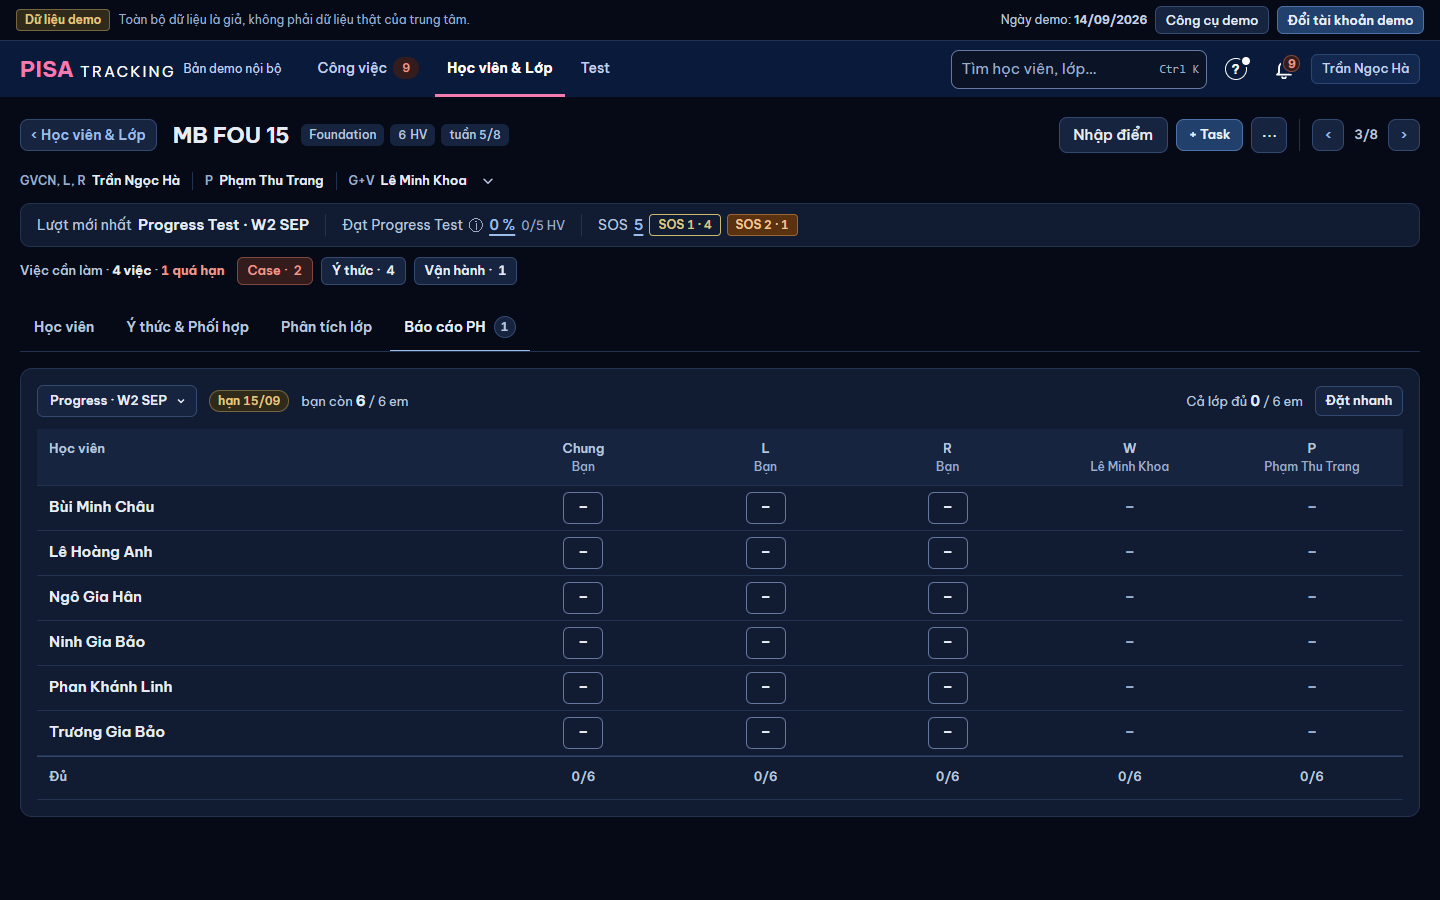 Dữ liệu demo Toàn bộ dữ liệu là giả, không phải dữ liệu thật của trung tâm. Ngày demo: 14/09/2026 Công cụ demo Đổi tài khoản demo
PISA TRACKING Bản demo nội bộ Công việc 9 Học viên & Lớp Test Tìm học viên, lớp... Ctrl K ? 9 Trần Ngọc Hà
‹ Học viên & Lớp MB FOU 15 Foundation 6 HV tuần 5/8 Nhập điểm + Task ... ‹ 3/8 ›
GVCN, L, R Trần Ngọc Hà P Phạm Thu Trang G+V Lê Minh Khoa
Lượt mới nhất Progress Test · W2 SEP Đạt Progress Test ⓘ 0 % 0/5 HV SOS 5 SOS 1 · 4 SOS 2 · 1
Việc cần làm · 4 việc · 1 quá hạn Case · 2 Ý thức · 4 Vận hành · 1
Học viên Ý thức & Phối hợp Phân tích lớp Báo cáo PH 1
Progress · W2 SEP hạn 15/09 bạn còn 6 / 6 em Cả lớp đủ 0 / 6 em Đặt nhanh
Học viên Chung L R W P
Bạn Bạn Bạn Lê Minh Khoa Phạm Thu Trang
Bùi Minh Châu – – – – –
Lê Hoàng Anh – – – – –
Ngô Gia Hân – – – – –
Ninh Gia Bảo – – – – –
Phan Khánh Linh – – – – –
Trương Gia Bảo – – – – –
Đủ 0/6 0/6 0/6 0/6 0/6